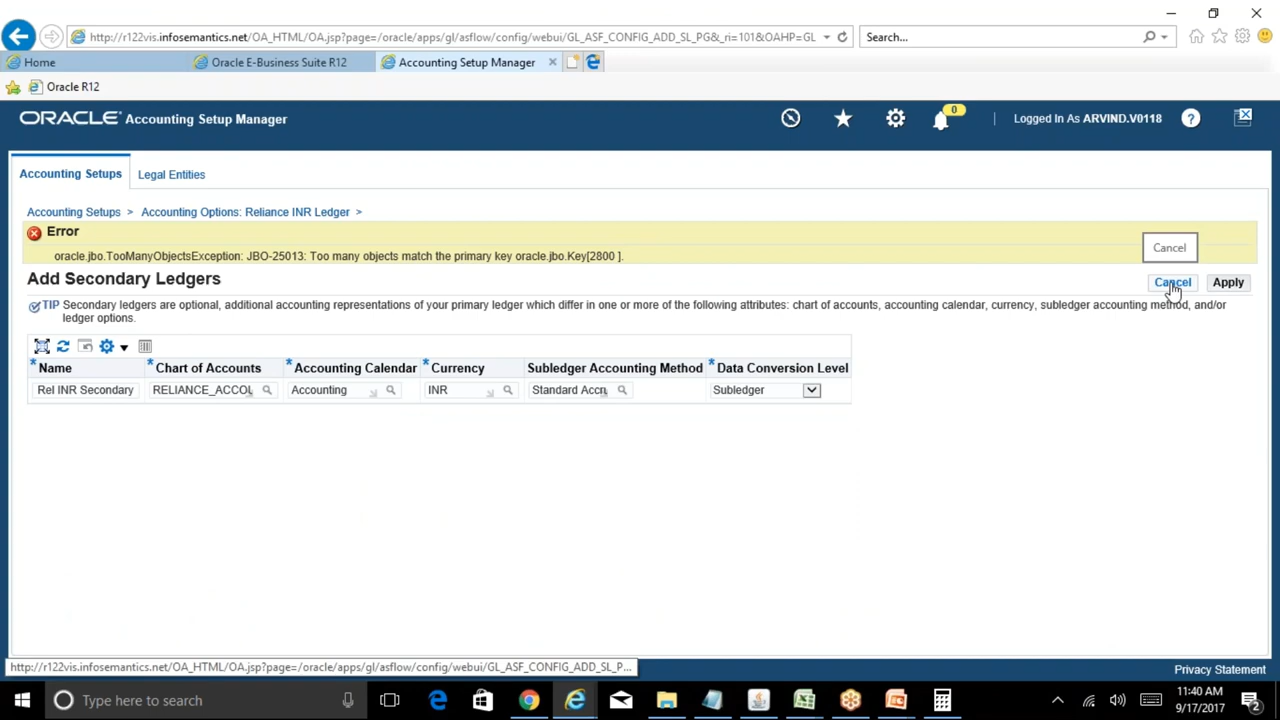 http://r122vis.infosemantics.net/OA_HTML/OA.jsp?page=/oracle/apps/gl/asflow/config/webui/GL_ASF_CONFIG_ADD_SL_PG&_ri=101&OAHP=GL
Search...
Home
Oracle E-Business Suite R12
Accounting Setup Manager
Oracle R12
ORACLE Accounting Setup Manager
0
Logged In As ARVIND.V0118
Accounting Setups
Legal Entities
Accounting Setups >
Accounting Options: Reliance INR Ledger >
Error
oracle.jbo.TooManyObjectsException: JBO-25013: Too many objects match the primary key oracle.jbo.Key[2800 ].
Cancel
Add Secondary Ledgers
Cancel
Apply
TIP Secondary ledgers are optional, additional accounting representations of your primary ledger which differ in one or more of the following attributes: chart of accounts, accounting calendar, currency, subledger accounting method, and/or
ledger options.
* Name * Chart of Accounts * Accounting Calendar * Currency Subledger Accounting Method * Data Conversion Level
Rel INR Secondary RELIANCE_ACCOU Accounting INR Standard Accru Subledger
http://r122vis.infosemantics.net/OA_HTML/OA.jsp?page=/oracle/apps/gl/asflow/config/webui/GL_ASF_CONFIG_ADD_SL_P...
Privacy Statement
Type here to search
11:40 AM
9/17/2017
2